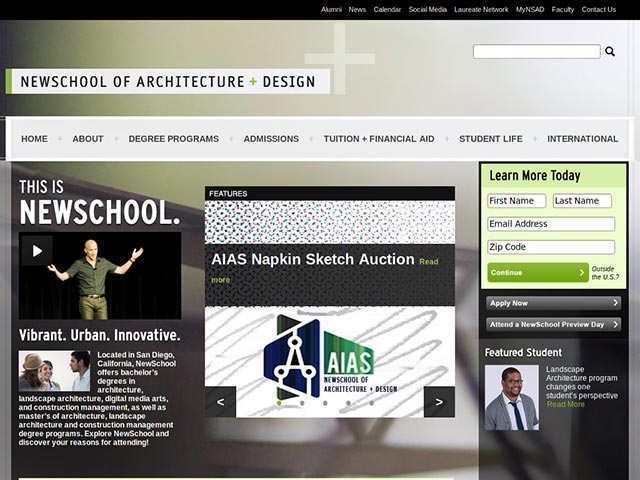 Alumni News Calendar Social Media Laureate Network MyNSAD Faculty Contact Us
NEWSCHOOL OF ARCHITECTURE + DESIGN
HOME + ABOUT + DEGREE PROGRAMS + ADMISSIONS + TUITION + FINANCIAL AID + STUDENT LIFE + INTERNATIONAL
THIS IS
NEWSCHOOL.
Vibrant. Urban. Innovative.
Located in San Diego,
California, NewSchool
offers bachelor's
degrees in
architecture,
landscape architecture, digital media arts,
and construction management, as well as
master's of architecture, landscape
architecture and construction management
degree programs. Explore NewSchool and
discover your reasons for attending!
FEATURES
AIAS Napkin Sketch Auction Read
more
AIAS
NEWSCHOOL OF
ARCHITECTURE + DESIGN
< >
Learn More Today
First Name Last Name
Email Address
Zip Code
Continue >
Outside
the U.S.?
Apply Now >
Attend a NewSchool Preview Day >
Featured Student
Landscape
Architecture program
changes one
student's perspective
Read More